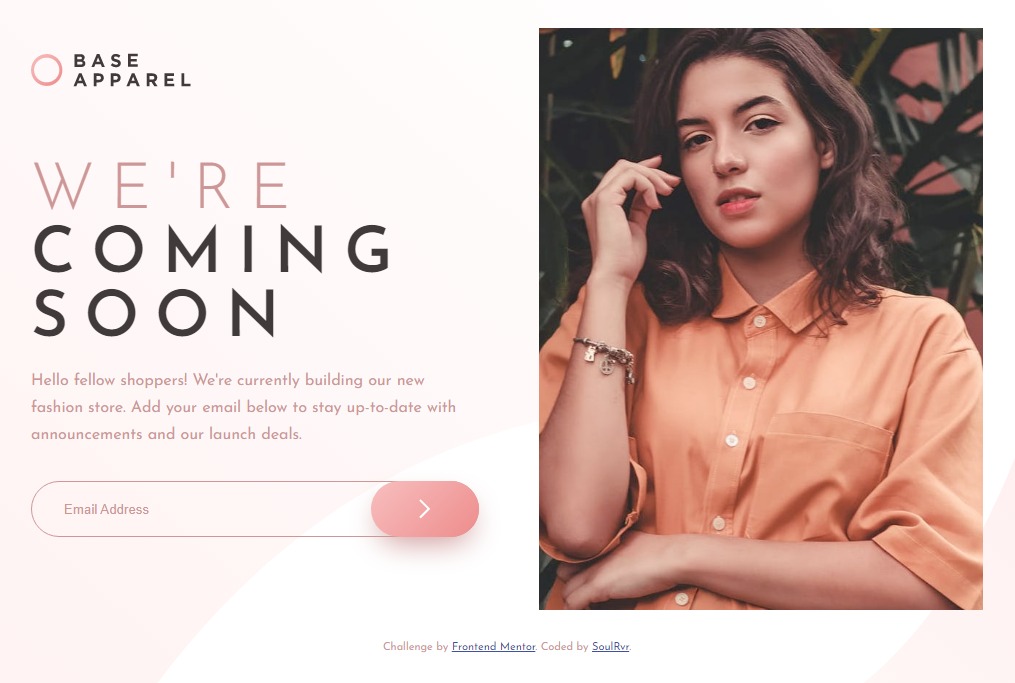 BASE
APPAREL
WE'RE
COMING
SOON
Hello fellow shoppers! We're currently building our new
fashion store. Add your email below to stay up-to-date with
announcements and our launch deals.
Email Address
Challenge by Frontend Mentor. Coded by SoulRvr.